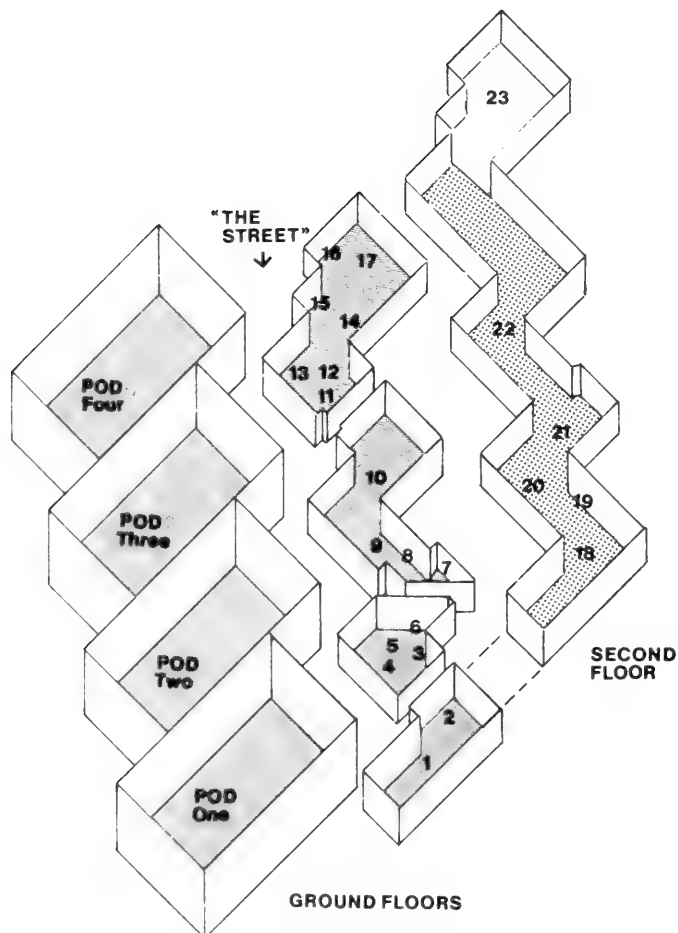 23
"THE
STREET"
16
17
15
14
22
POD
Four
13
12
11
21
10
20
19
POD
Three
9
8
7
18
6
5
3
4
SECOND
FLOOR
POD
Two
2
1
POD
One
GROUND FLOORS